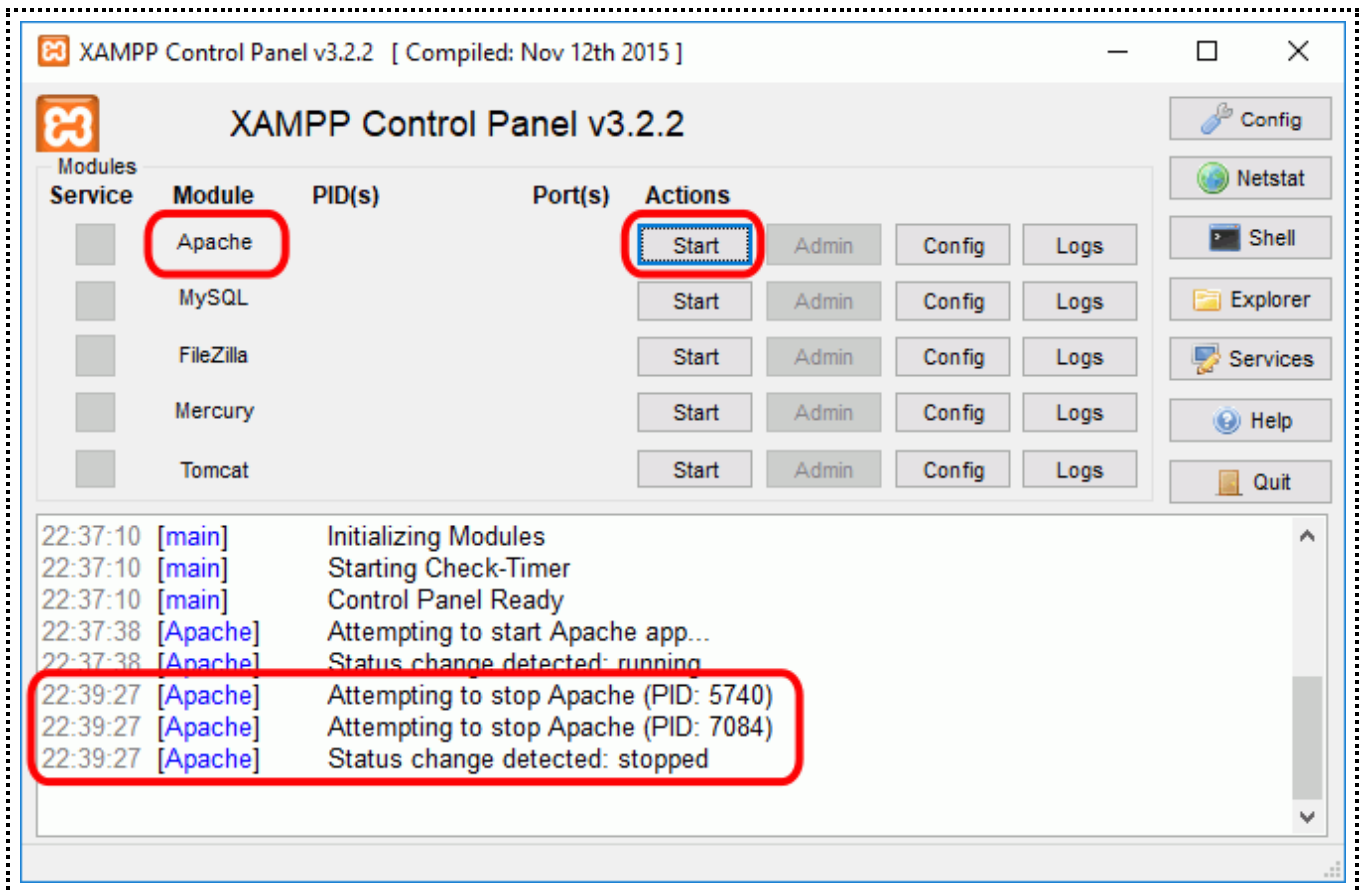 XAMPP Control Panel v3.2.2 [ Compiled: Nov 12th 2015 ]
XAMPP Control Panel v3.2.2
Config
Modules
Service Module PID(s) Port(s) Actions
Netstat
Apache Start Admin Config Logs
Shell
MySQL Start Admin Config Logs
Explorer
FileZilla Start Admin Config Logs
Services
Mercury Start Admin Config Logs
Help
Tomcat Start Admin Config Logs
Quit
22:37:10 [main] Initializing Modules
22:37:10 [main] Starting Check-Timer
22:37:10 [main] Control Panel Ready
22:37:38 [Apache] Attempting to start Apache app...
22:37:38 [Apache] Status change detected: running
22:39:27 [Apache] Attempting to stop Apache (PID: 5740)
22:39:27 [Apache] Attempting to stop Apache (PID: 7084)
22:39:27 [Apache] Status change detected: stopped